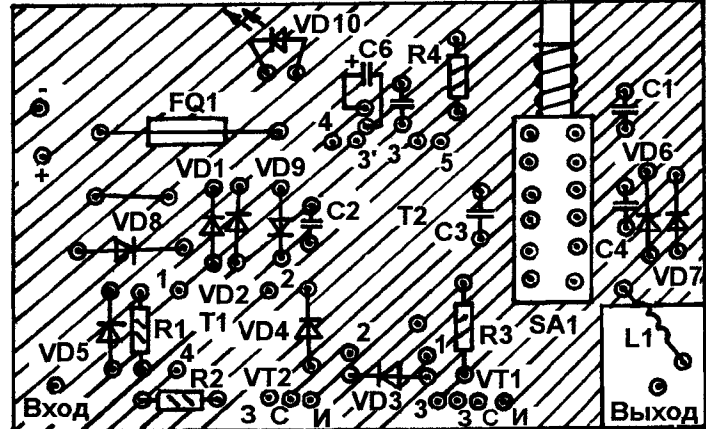 VD10
C6
R4
+
-
FQ1
C1
4
3'
3
5
+
VD1
VD9
VD6
C2
T2
VD8
C3
C4
1
VD2
2
VD7
T1
R1
VD4
R3
SA1
L1
VD5
2
1
4
R2
VT2
VD3
VT1
3
Вход
З С И
З С И
Выход